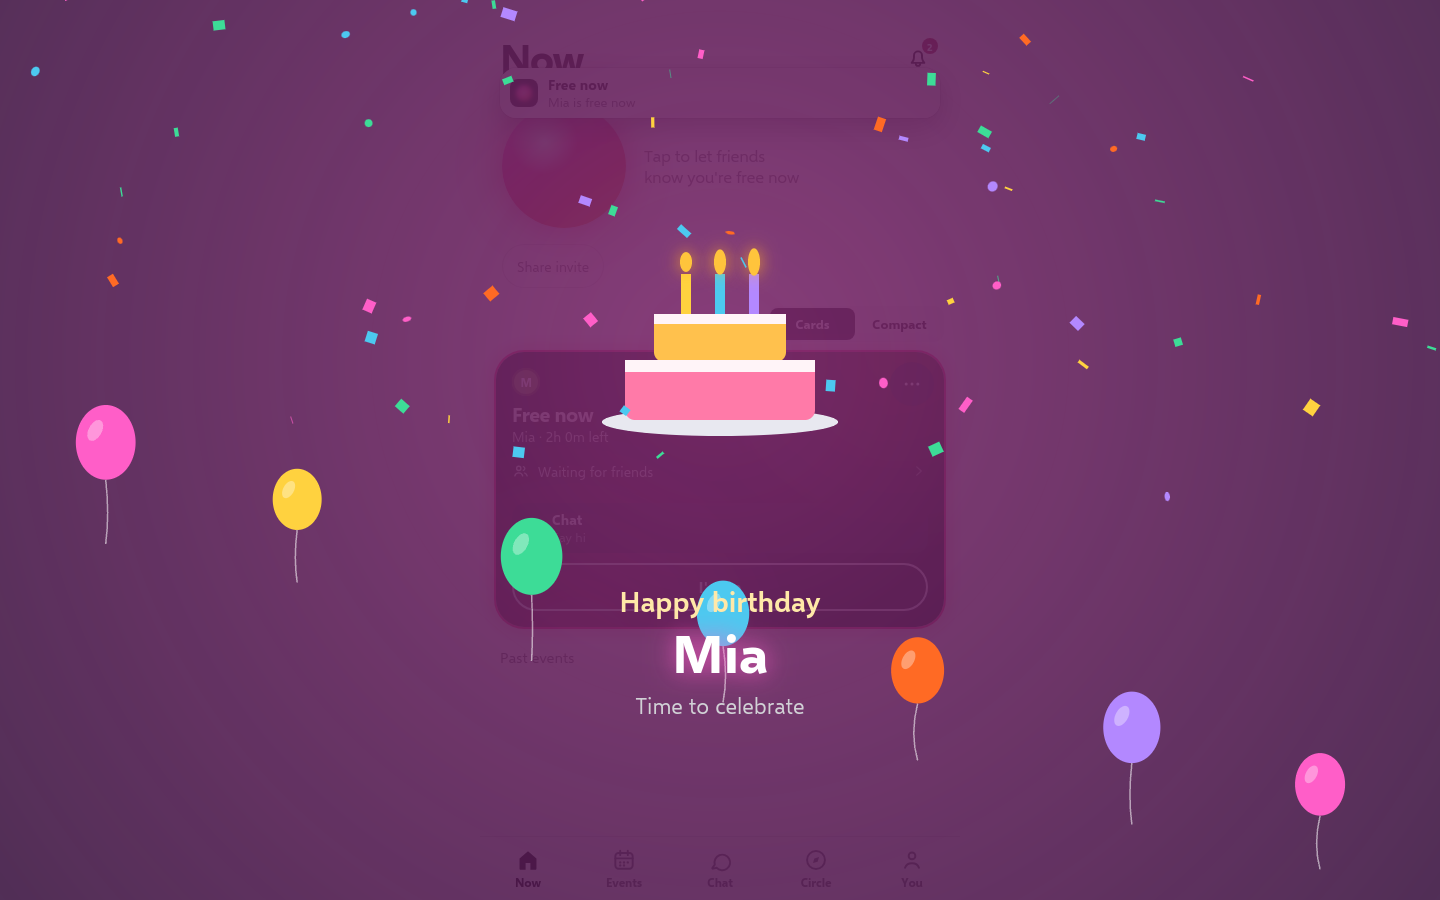 Now
2
Free now
Mia is free now
Tap to let friends
know you're free now
Share invite
Cards
Compact
M
Free now
Mia · 2h 0m left
Waiting for friends
Chat
Happy birthday
Mia
Past events
Time to celebrate
Now
Events
Chat
Circle
You